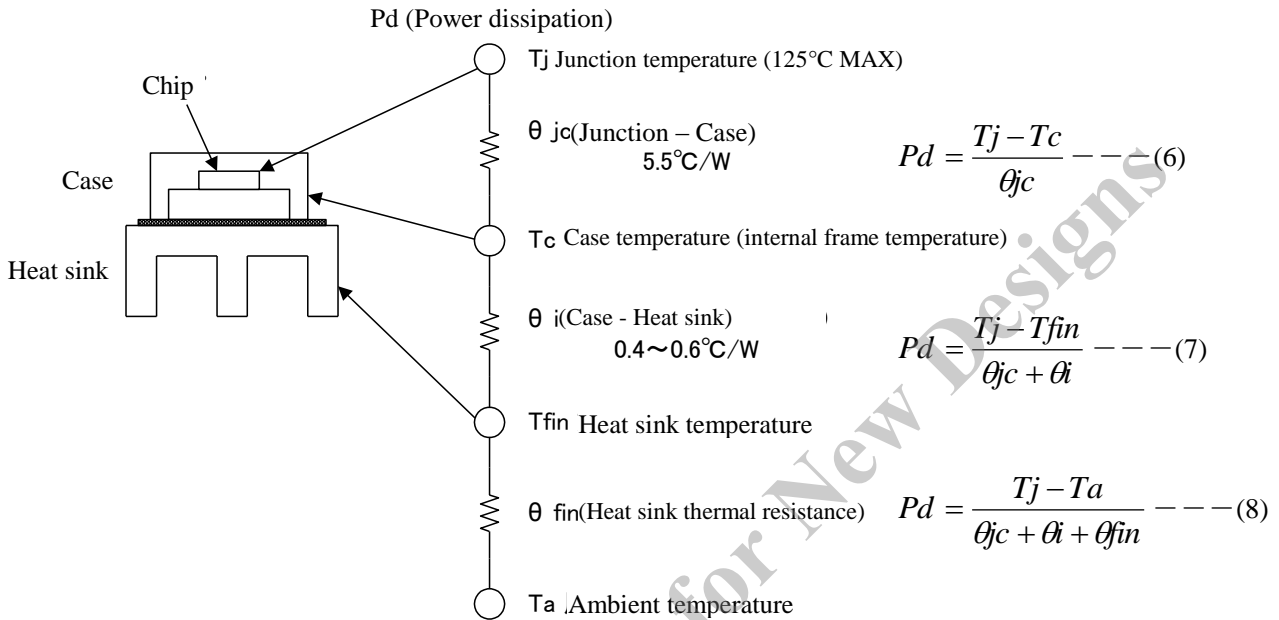 Pd (Power dissipation)
Tj Junction temperature (125°C MAX)
Chip
θ jc(Junction – Case)
5.5℃/W
Pd = \frac{Tj − Tc}{θjc} − − −(6)
Case
Tc Case temperature (internal frame temperature)
Heat sink
θ i(Case - Heat sink) )
0.4～0.6℃/W
Pd = \frac{Tj − Tfin}{θjc + θi} − − −(7)
Tfin Heat sink temperature
θ fin(Heat sink thermal resistance)
Pd = \frac{Tj − Ta}{θjc + θi + θfin} − − −(8)
Ta Ambient temperature
for New Designs